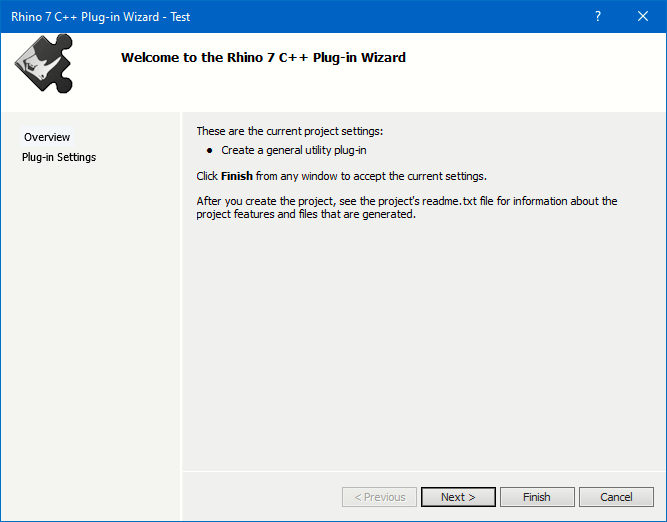 Rhino 7 C++ Plug-in Wizard - Test
?
Welcome to the Rhino 7 C++ Plug-in Wizard
Overview
Plug-in Settings
These are the current project settings:
• Create a general utility plug-in
Click Finish from any window to accept the current settings.
After you create the project, see the project's readme.txt file for information about the
project features and files that are generated.
< Previous
Next >
Finish
Cancel